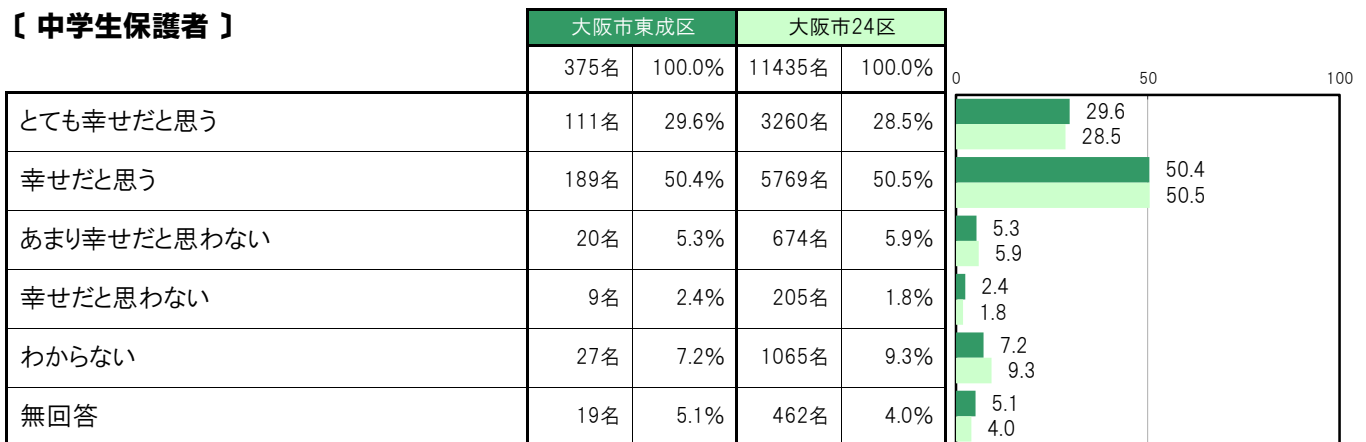 〔 中学生保護者 〕
大阪市東成区 大阪市24区
375名 100.0% 11435名 100.0%
0 50 100
とても幸せだと思う 111名 29.6% 3260名 28.5%
29.6
28.5
幸せだと思う 189名 50.4% 5769名 50.5%
50.4
50.5
あまり幸せだと思わない 20名 5.3% 674名 5.9%
5.3
5.9
幸せだと思わない 9名 2.4% 205名 1.8%
2.4
1.8
わからない 27名 7.2% 1065名 9.3%
7.2
9.3
無回答 19名 5.1% 462名 4.0%
5.1
4.0